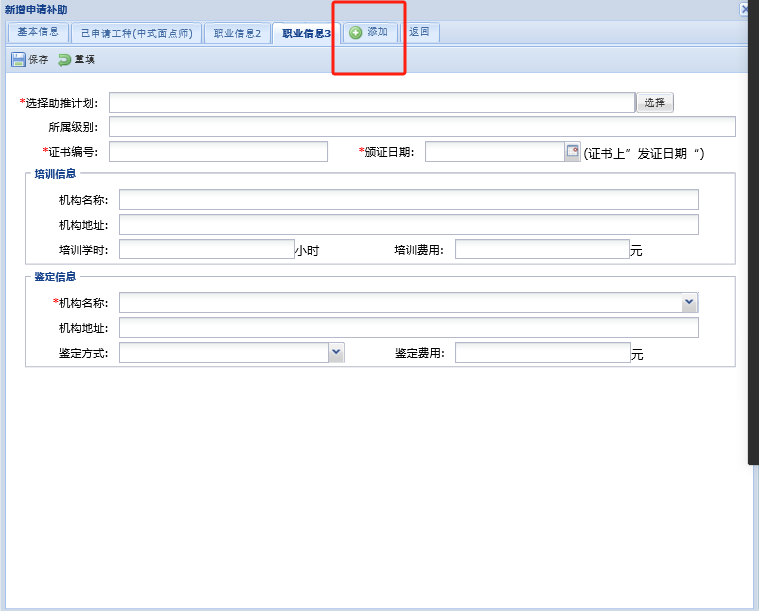 新增申请补助
基本信息 已申请工种(中式面点师) 职业信息2 职业信息3 添加 返回
保存 重填
*选择助推计划: 选择
所属级别:
*证书编号: *颁证日期: (证书上”发证日期“)
培训信息
机构名称:
机构地址:
培训学时: 小时 培训费用: 元
鉴定信息
*机构名称:
机构地址:
鉴定方式: 鉴定费用: 元